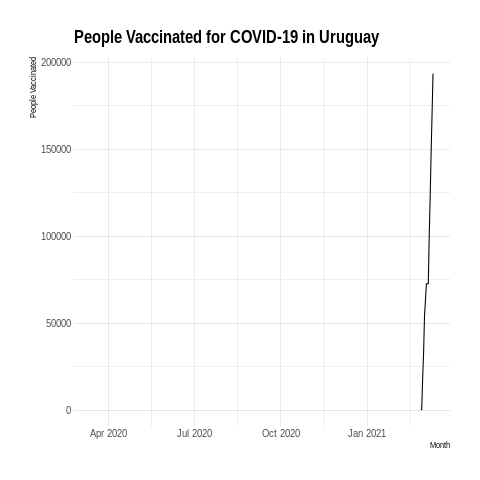 People Vaccinated for COVID-19 in Uruguay
People Vaccinated
200000
150000
100000
50000
0
Apr 2020 Jul 2020 Oct 2020 Jan 2021
Month